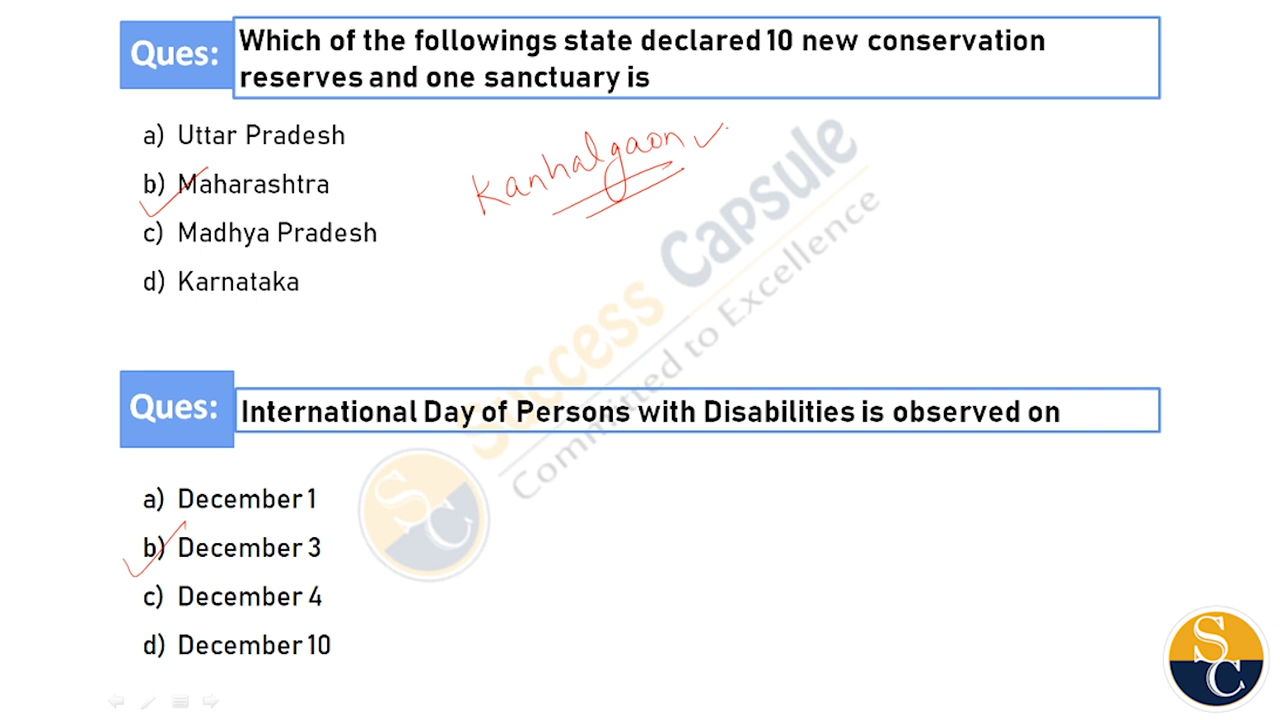 Ques: Which of the followings state declared 10 new conservation
reserves and one sanctuary is
a) Uttar Pradesh
b) Maharashtra
c) Madhya Pradesh
d) Karnataka
Kanhalgaon
Success Capsule
Committed to Excellence
SC
Ques: International Day of Persons with Disabilities is observed on
a) December 1
b) December 3
c) December 4
d) December 10
SC